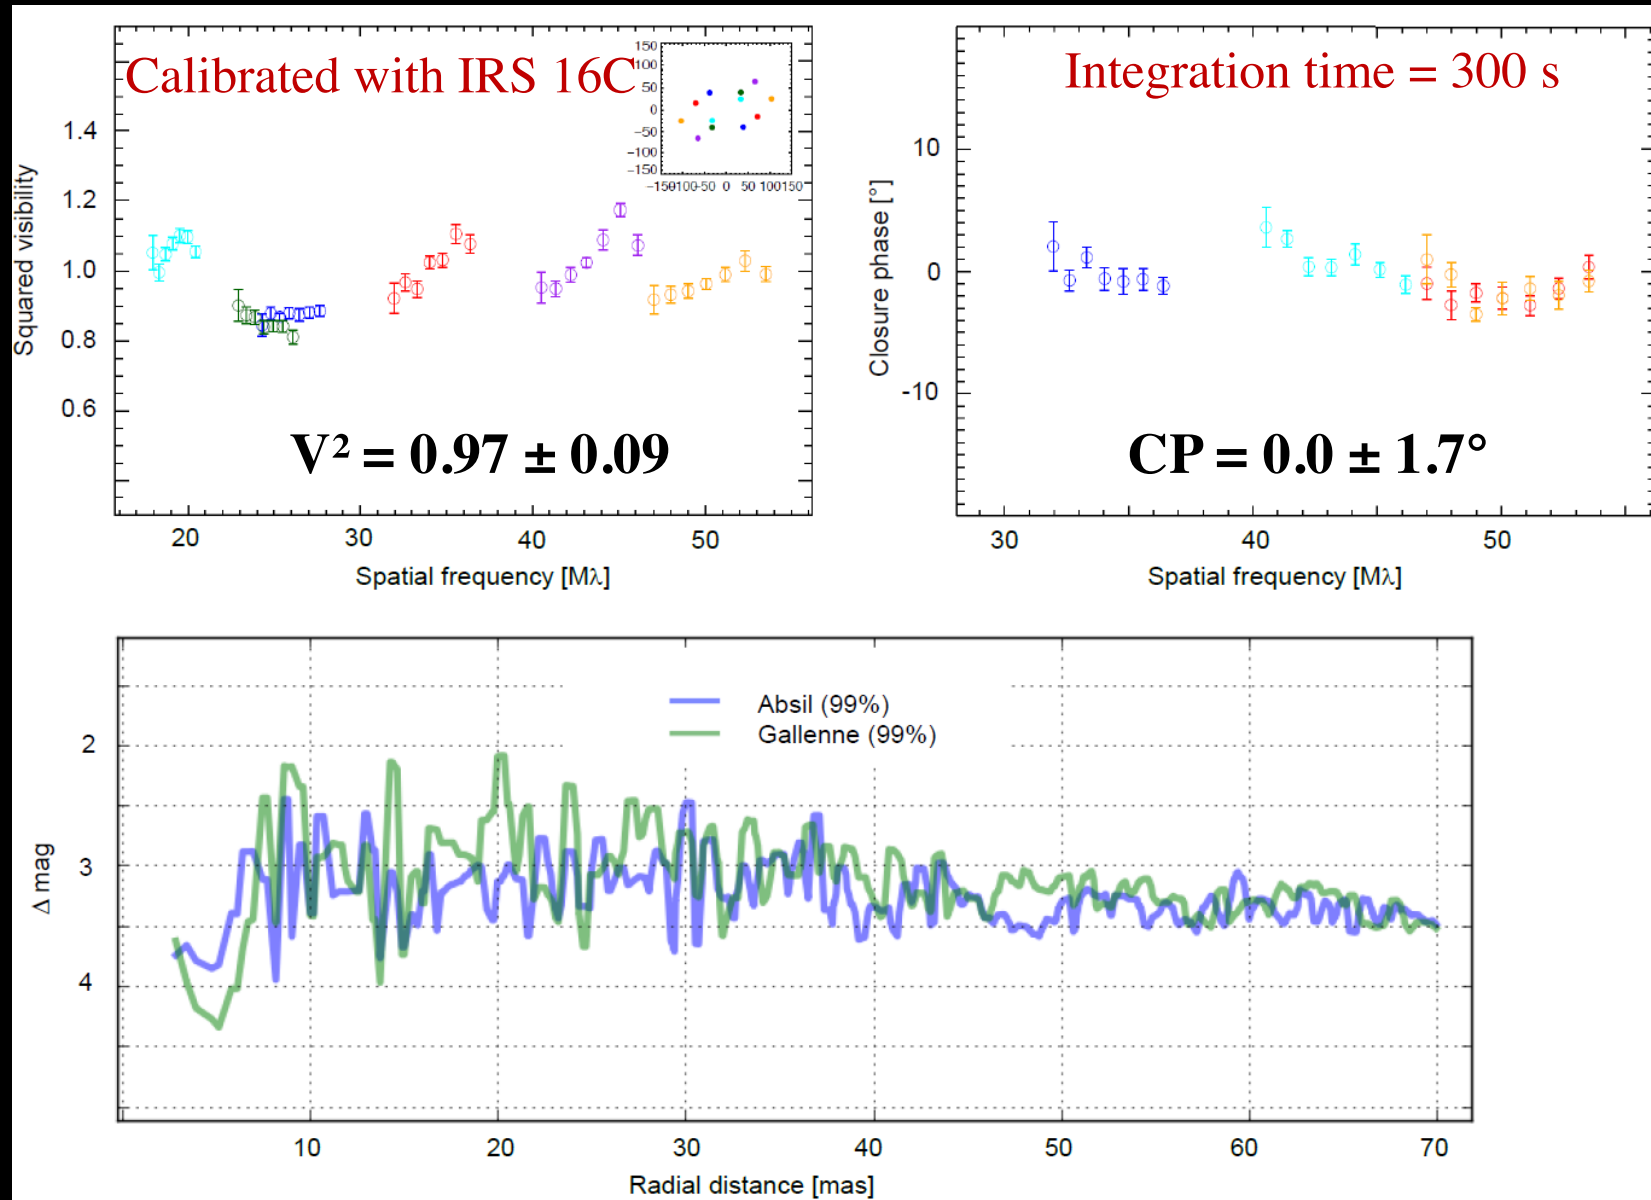 Calibrated with IRS 16C
150
100
50
0
−50
−100
−150
−150−100−50 0 50 100150
1.4
1.2
1.0
0.8
0.6
Squared visibility
V² = 0.97 ± 0.09
20 30 40 50
Spatial frequency [Mλ]
Integration time = 300 s
10
0
-10
Closure phase [°]
CP = 0.0 ± 1.7°
30 40 50
Spatial frequency [Mλ]
Absil (99%)
Gallenne (99%)
2
3
4
Δ mag
10 20 30 40 50 60 70
Radial distance [mas]